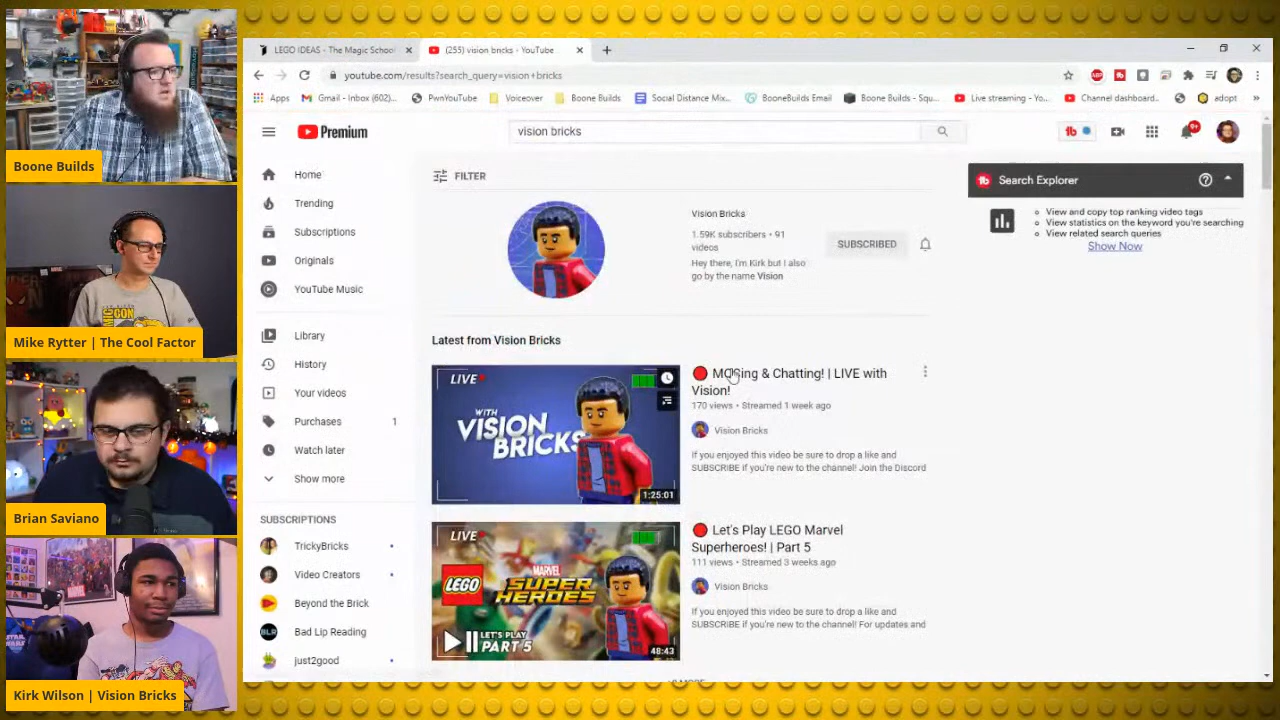 Boone Builds
Mike Rytter | The Cool Factor
Brian Saviano
Kirk Wilson | Vision Bricks
LEGO IDEAS - The Magic School
(255) vision bricks - YouTube
youtube.com/results?search_query=vision+bricks
Apps
Gmail - Inbox (602)...
PwnYouTube
Voiceover
Boone Builds
Social Distance Mix...
BooneBuilds Email
Boone Builds - Squ...
Live streaming - Yo...
Channel dashboard..
adopt
Premium
vision bricks
tb
9+
Home
Trending
Subscriptions
Originals
YouTube Music
Library
History
Your videos
Purchases 1
Watch later
Show more
SUBSCRIPTIONS
TrickyBricks
Video Creators
Beyond the Brick
BLR
Bad Lip Reading
just2good
FILTER
Vision Bricks
1.59K subscribers • 91
videos
Hey there, I'm Kirk but I also
go by the name Vision
SUBSCRIBED
Latest from Vision Bricks
LIVE
WITH
VISION
BRICKS
1:25:01
MOCing & Chatting! | LIVE with
Vision!
170 views • Streamed 1 week ago
Vision Bricks
If you enjoyed this video be sure to drop a like and
SUBSCRIBE if you're new to the channel! Join the Discord
LIVE
LEGO
MARVEL
SUPER
HEROES
LET'S PLAY
PART 5
48:43
Let's Play LEGO Marvel
Superheroes! | Part 5
111 views • Streamed 3 weeks ago
Vision Bricks
If you enjoyed this video be sure to drop a like and
SUBSCRIBE if you're new to the channel! For updates and
tb
Search Explorer
View and copy top ranking video tags
View statistics on the keyword you're searching
View related search queries
Show Now